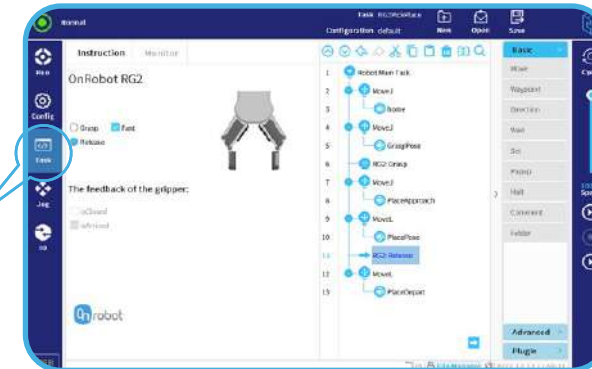 Normal
Task RG2PickPlace
Configuration default
New
Open
Save
Run
Config
Task
Jog
IO
Instruction
Monitor
OnRobot RG2
Grasp
Fast
Release
The feedback of the gripper:
isClosed
OnRobot
1 Robot Main Task
2 MoveJ
3 home
4 MoveJ
5 GraspPose
6 RG2: Grasp
7 MoveJ
8 PlaceApproach
9 MoveL
10 PlacePose
11 RG2: Release
12 MoveL
13 PlaceDepart
Basic
Move
Waypoint
Direction
Wait
Set
Popup
Halt
Comment
Folder
Advanced
Plugin